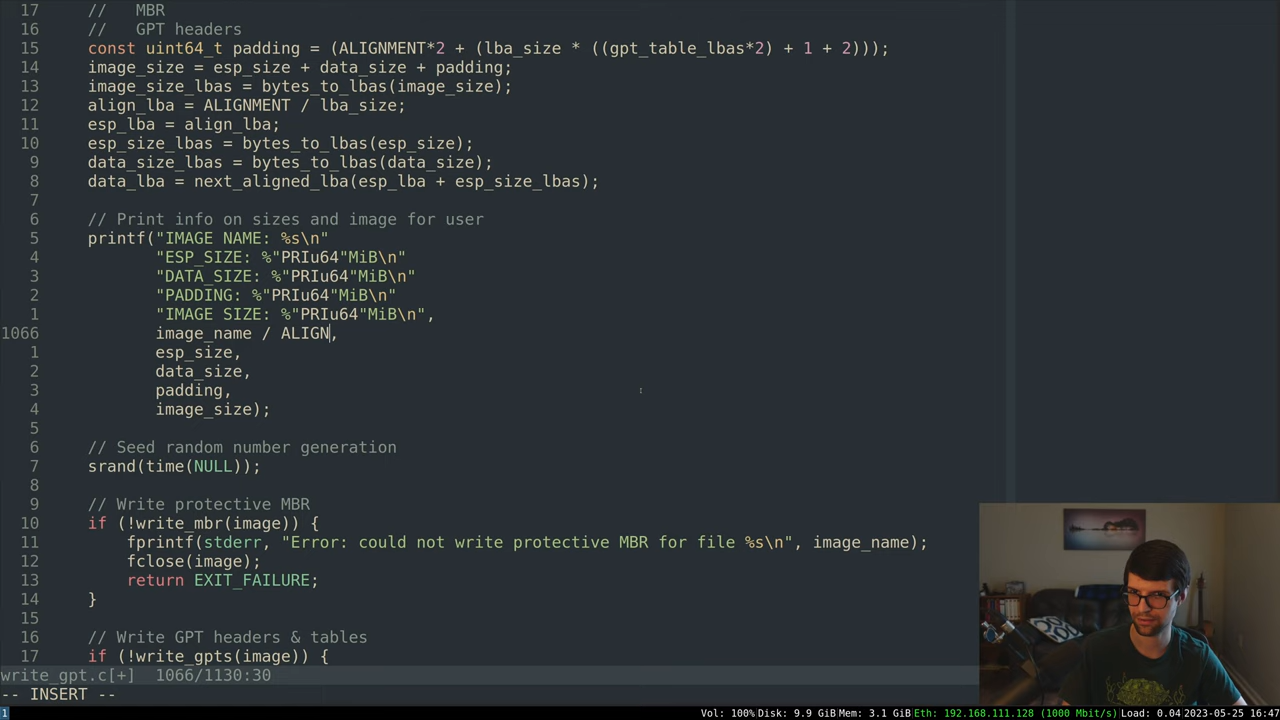 17 // MBR
16 // GPT headers
15 const uint64_t padding = (ALIGNMENT*2 + (lba_size * ((gpt_table_lbas*2) + 1 + 2)));
14 image_size = esp_size + data_size + padding;
13 image_size_lbas = bytes_to_lbas(image_size);
12 align_lba = ALIGNMENT / lba_size;
11 esp_lba = align_lba;
10 esp_size_lbas = bytes_to_lbas(esp_size);
9 data_size_lbas = bytes_to_lbas(data_size);
8 data_lba = next_aligned_lba(esp_lba + esp_size_lbas);
7
6 // Print info on sizes and image for user
5 printf("IMAGE NAME: %s\n"
4 "ESP_SIZE: %"PRIu64"MiB\n"
3 "DATA_SIZE: %"PRIu64"MiB\n"
2 "PADDING: %"PRIu64"MiB\n"
1 "IMAGE SIZE: %"PRIu64"MiB\n",
1066 image_name / ALIGN,
1 esp_size,
2 data_size,
3 padding,
4 image_size);
5
6 // Seed random number generation
7 srand(time(NULL));
8
9 // Write protective MBR
10 if (!write_mbr(image)) {
11 fprintf(stderr, "Error: could not write protective MBR for file %s\n", image_name);
12 fclose(image);
13 return EXIT_FAILURE;
14 }
15
16 // Write GPT headers & tables
17 if (!write_gpts(image)) {
write_gpt.c[+] 1066/1130:30
-- INSERT --
1 Vol: 100% Disk: 9.9 GiB Mem: 3.1 GiB Eth: 192.168.111.128 (1000 Mbit/s) Load: 0.04 2023-05-25 16:47